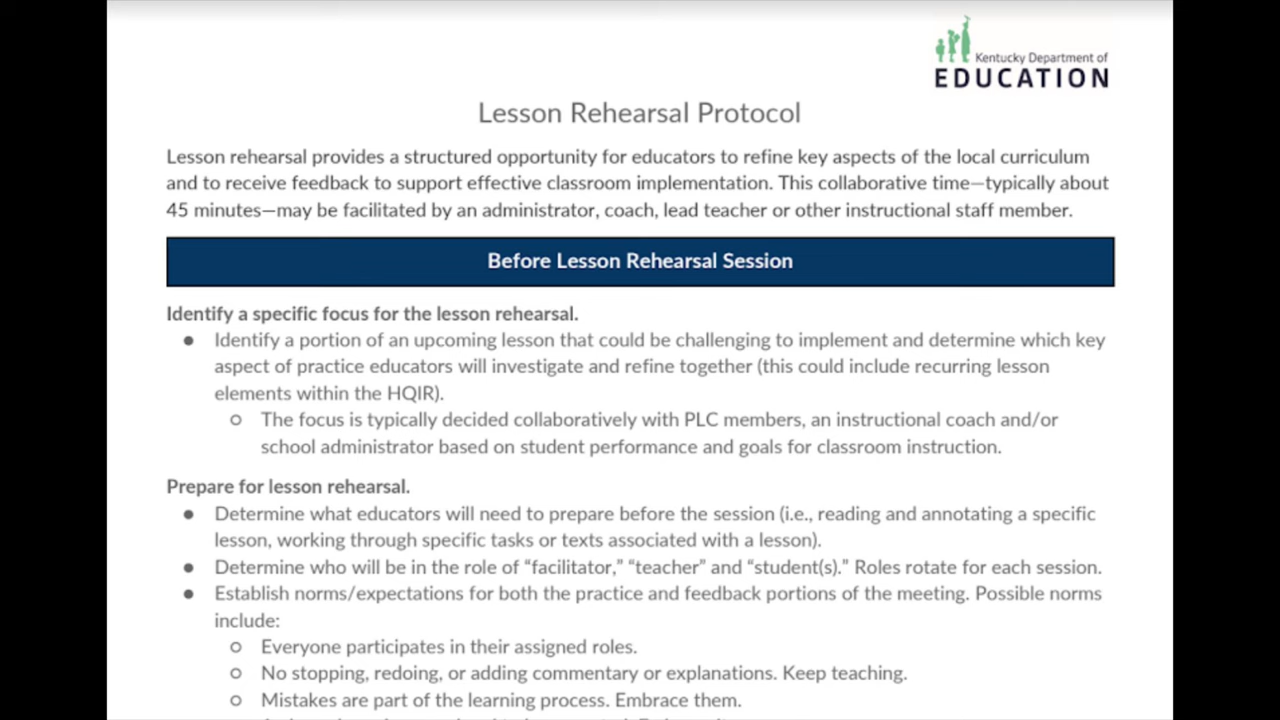 Kentucky Department of
EDUCATION
Lesson Rehearsal Protocol
Lesson rehearsal provides a structured opportunity for educators to refine key aspects of the local curriculum
and to receive feedback to support effective classroom implementation. This collaborative time—typically about
45 minutes—may be facilitated by an administrator, coach, lead teacher or other instructional staff member.
Before Lesson Rehearsal Session
Identify a specific focus for the lesson rehearsal.
● Identify a portion of an upcoming lesson that could be challenging to implement and determine which key
aspect of practice educators will investigate and refine together (this could include recurring lesson
elements within the HQIR).
○ The focus is typically decided collaboratively with PLC members, an instructional coach and/or
school administrator based on student performance and goals for classroom instruction.
Prepare for lesson rehearsal.
● Determine what educators will need to prepare before the session (i.e., reading and annotating a specific
lesson, working through specific tasks or texts associated with a lesson).
● Determine who will be in the role of “facilitator,” “teacher” and “student(s).” Roles rotate for each session.
● Establish norms/expectations for both the practice and feedback portions of the meeting. Possible norms
include:
○ Everyone participates in their assigned roles.
○ No stopping, redoing, or adding commentary or explanations. Keep teaching.
○ Mistakes are part of the learning process. Embrace them.